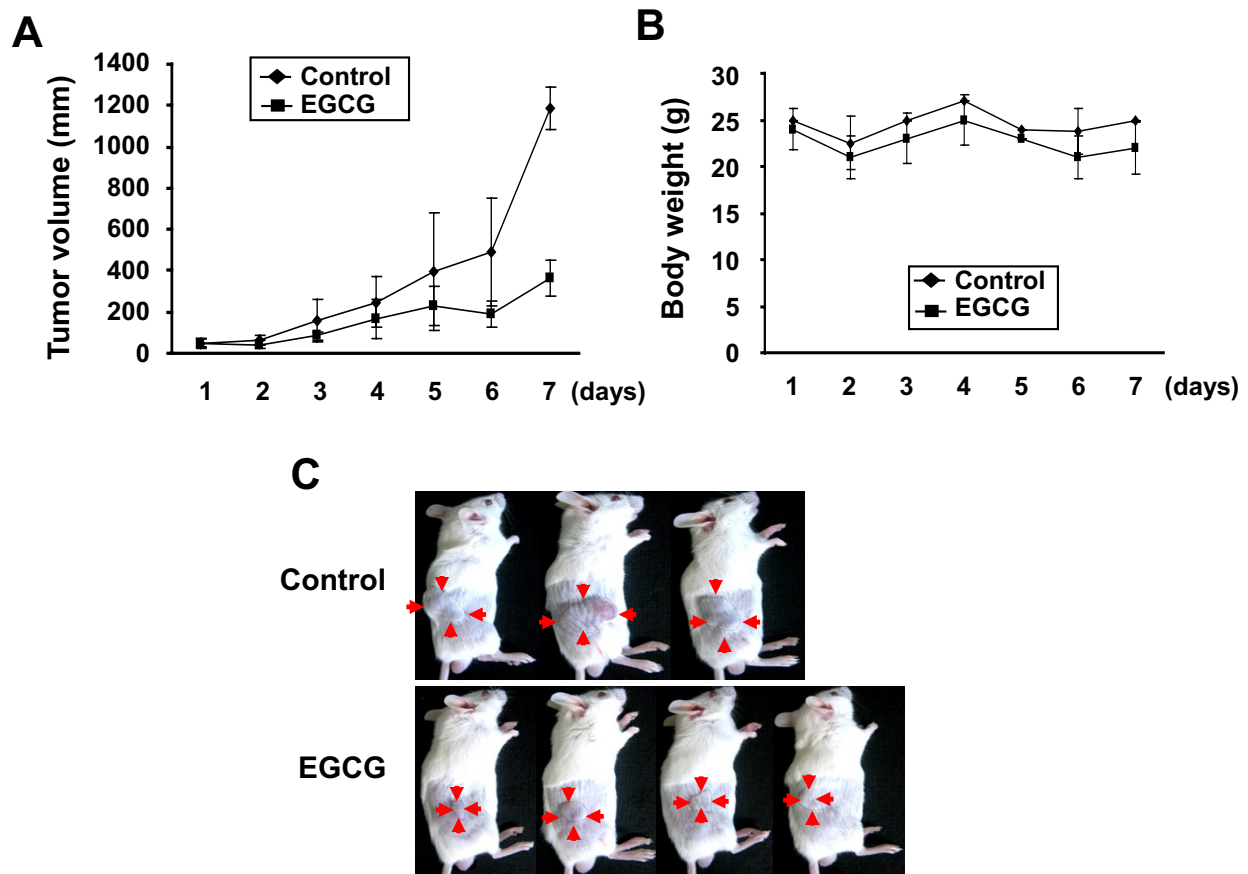 A
Tumor volume (mm)
1400
1200
1000
800
600
400
200
0
Control
EGCG
1 2 3 4 5 6 7 (days)
B
Body weight (g)
30
25
20
15
10
5
0
Control
EGCG
1 2 3 4 5 6 7 (days)
C
Control
EGCG